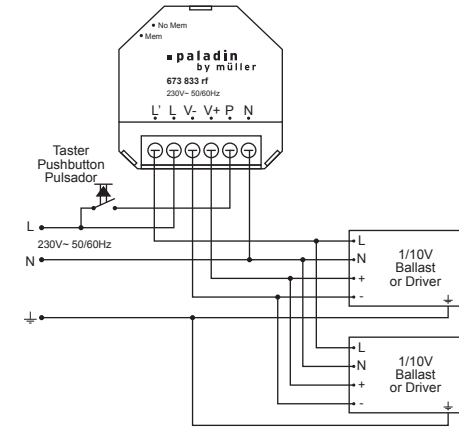 No Mem
Mem
paladin
by müller
673 833 rf
230V~ 50/60Hz
L' L V- V+ P N
Taster
Pushbutton
Pulsador
L
230V~ 50/60Hz
N
L
N
+
-
1/10V
Ballast
or Driver
L
N
+
-
1/10V
Ballast
or Driver